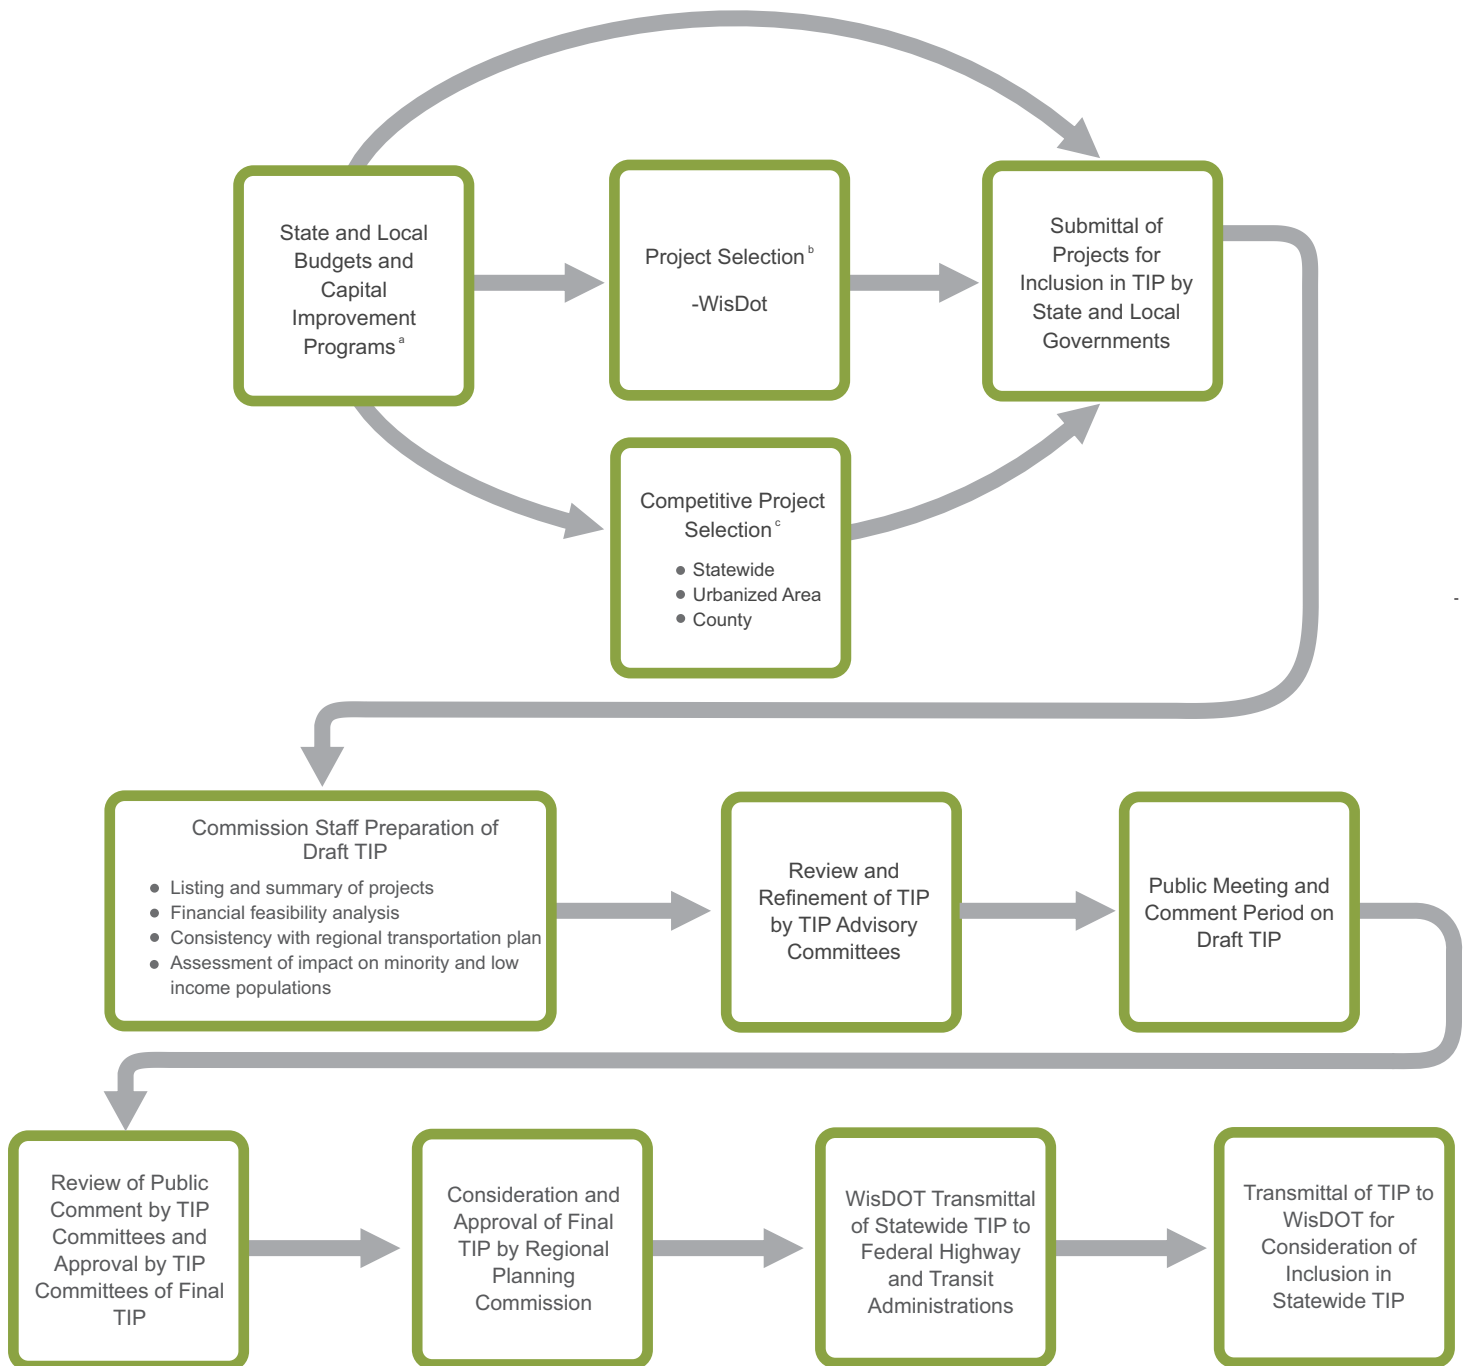 State and Local
Budgets and
Capital
Improvement
Programs a
Project Selection b
-WisDot
Submittal of
Projects for
Inclusion in TIP by
State and Local
Governments
Competitive Project
Selection c
● Statewide
● Urbanized Area
● County
-
Commission Staff Preparation of
Draft TIP
● Listing and summary of projects
● Financial feasibility analysis
● Consistency with regional transportation plan
● Assessment of impact on minority and low
income populations
Review and
Refinement of TIP
by TIP Advisory
Committees
Public Meeting and
Comment Period on
Draft TIP
Review of Public
Comment by TIP
Committees and
Approval by TIP
Committees of Final
TIP
Consideration and
Approval of Final
TIP by Regional
Planning
Commission
WisDOT Transmittal
of Statewide TIP to
Federal Highway
and Transit
Administrations
Transmittal of TIP to
WisDOT for
Consideration of
Inclusion in
Statewide TIP